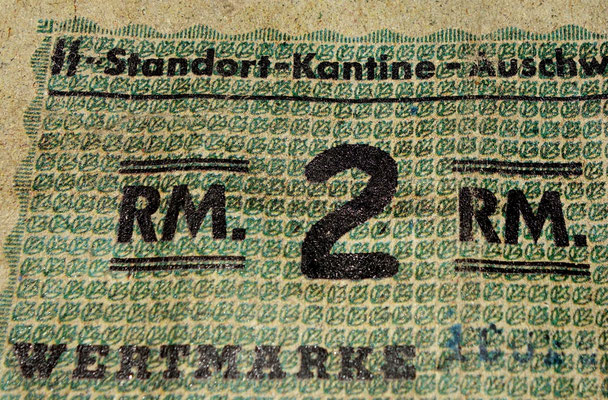 SS-Standort-Kantine-Auschw
RM. 2 RM.
WERTMARKE